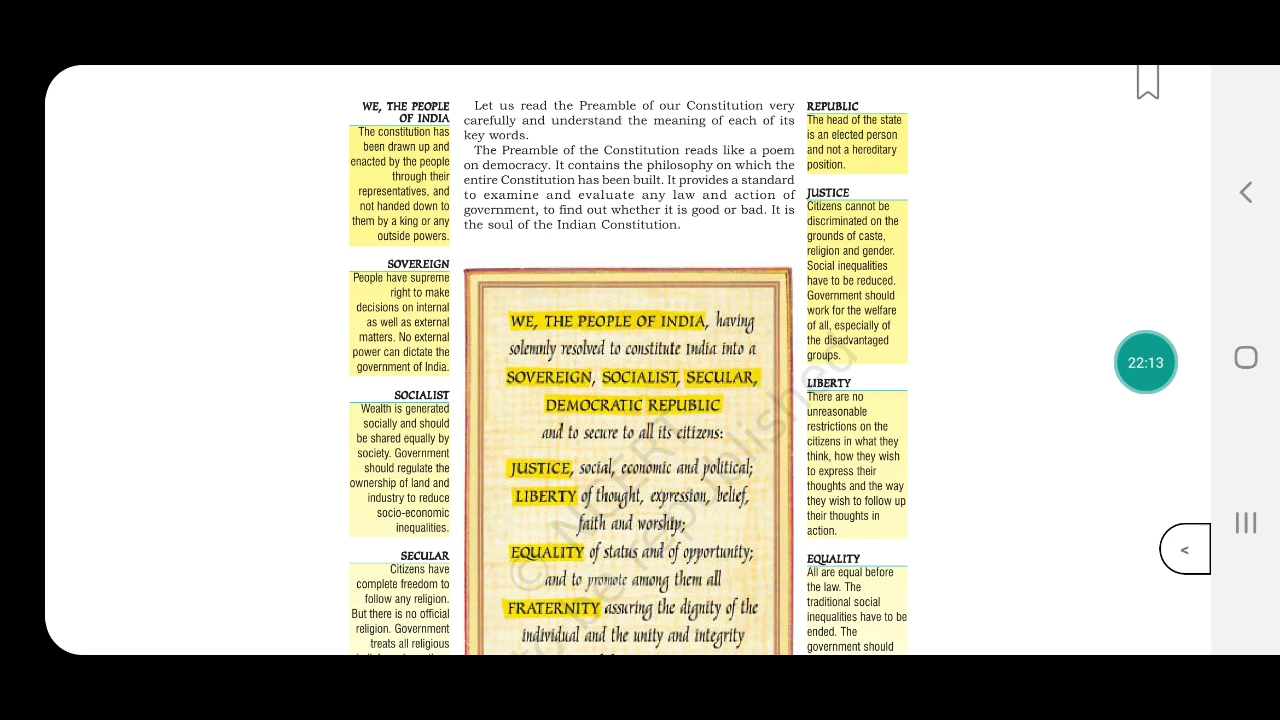 WE, THE PEOPLE
OF INDIA
The constitution has
been drawn up and
enacted by the people
through their
representatives, and
not handed down to
them by a king or any
outside powers.
SOVEREIGN
People have supreme
right to make
decisions on internal
as well as external
matters. No external
power can dictate the
government of India.
SOCIALIST
Wealth is generated
socially and should
be shared equally by
society. Government
should regulate the
ownership of land and
industry to reduce
socio-economic
inequalities.
SECULAR
Citizens have
complete freedom to
follow any religion.
But there is no official
religion. Government
treats all religious
Let us read the Preamble of our Constitution very
carefully and understand the meaning of each of its
key words.
The Preamble of the Constitution reads like a poem
on democracy. It contains the philosophy on which the
entire Constitution has been built. It provides a standard
to examine and evaluate any law and action of
government, to find out whether it is good or bad. It is
the soul of the Indian Constitution.
WE, THE PEOPLE OF INDIA, having
solemnly resolved to constitute India into a
SOVEREIGN, SOCIALIST, SECULAR,
DEMOCRATIC REPUBLIC
and to secure to all its citizens:
JUSTICE, social, economic and political;
LIBERTY of thought, expression, belief,
faith and worship;
EQUALITY of status and of opportunity;
and to promote among them all
FRATERNITY assuring the dignity of the
individual and the unity and integrity
© NCERT
be republished
REPUBLIC
The head of the state
is an elected person
and not a hereditary
position.
JUSTICE
Citizens cannot be
discriminated on the
grounds of caste,
religion and gender.
Social inequalities
have to be reduced.
Government should
work for the welfare
of all, especially of
the disadvantaged
groups.
LIBERTY
There are no
unreasonable
restrictions on the
citizens in what they
think, how they wish
to express their
thoughts and the way
they wish to follow up
their thoughts in
action.
EQUALITY
All are equal before
the law. The
traditional social
inequalities have to be
ended. The
government should
22:13
<